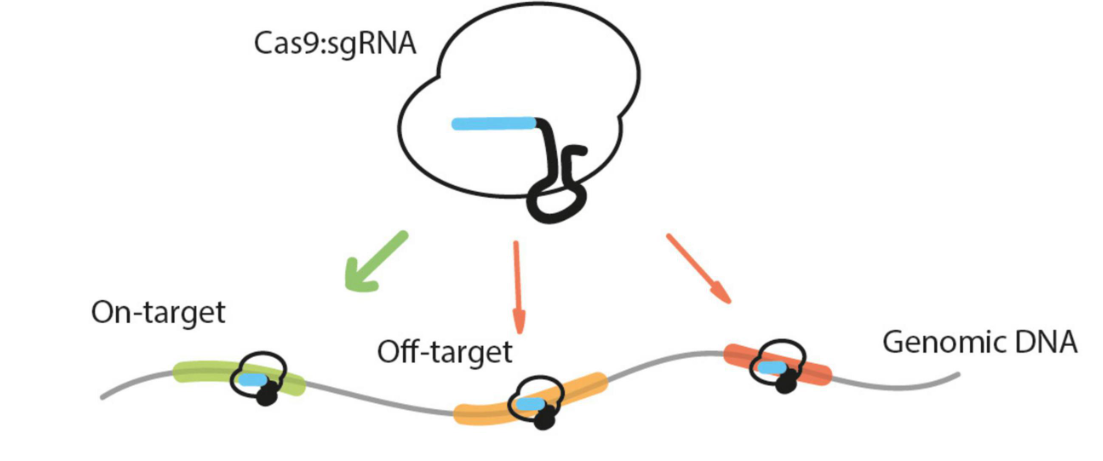 Cas9:sgRNA
On-target
Off-target
Genomic DNA